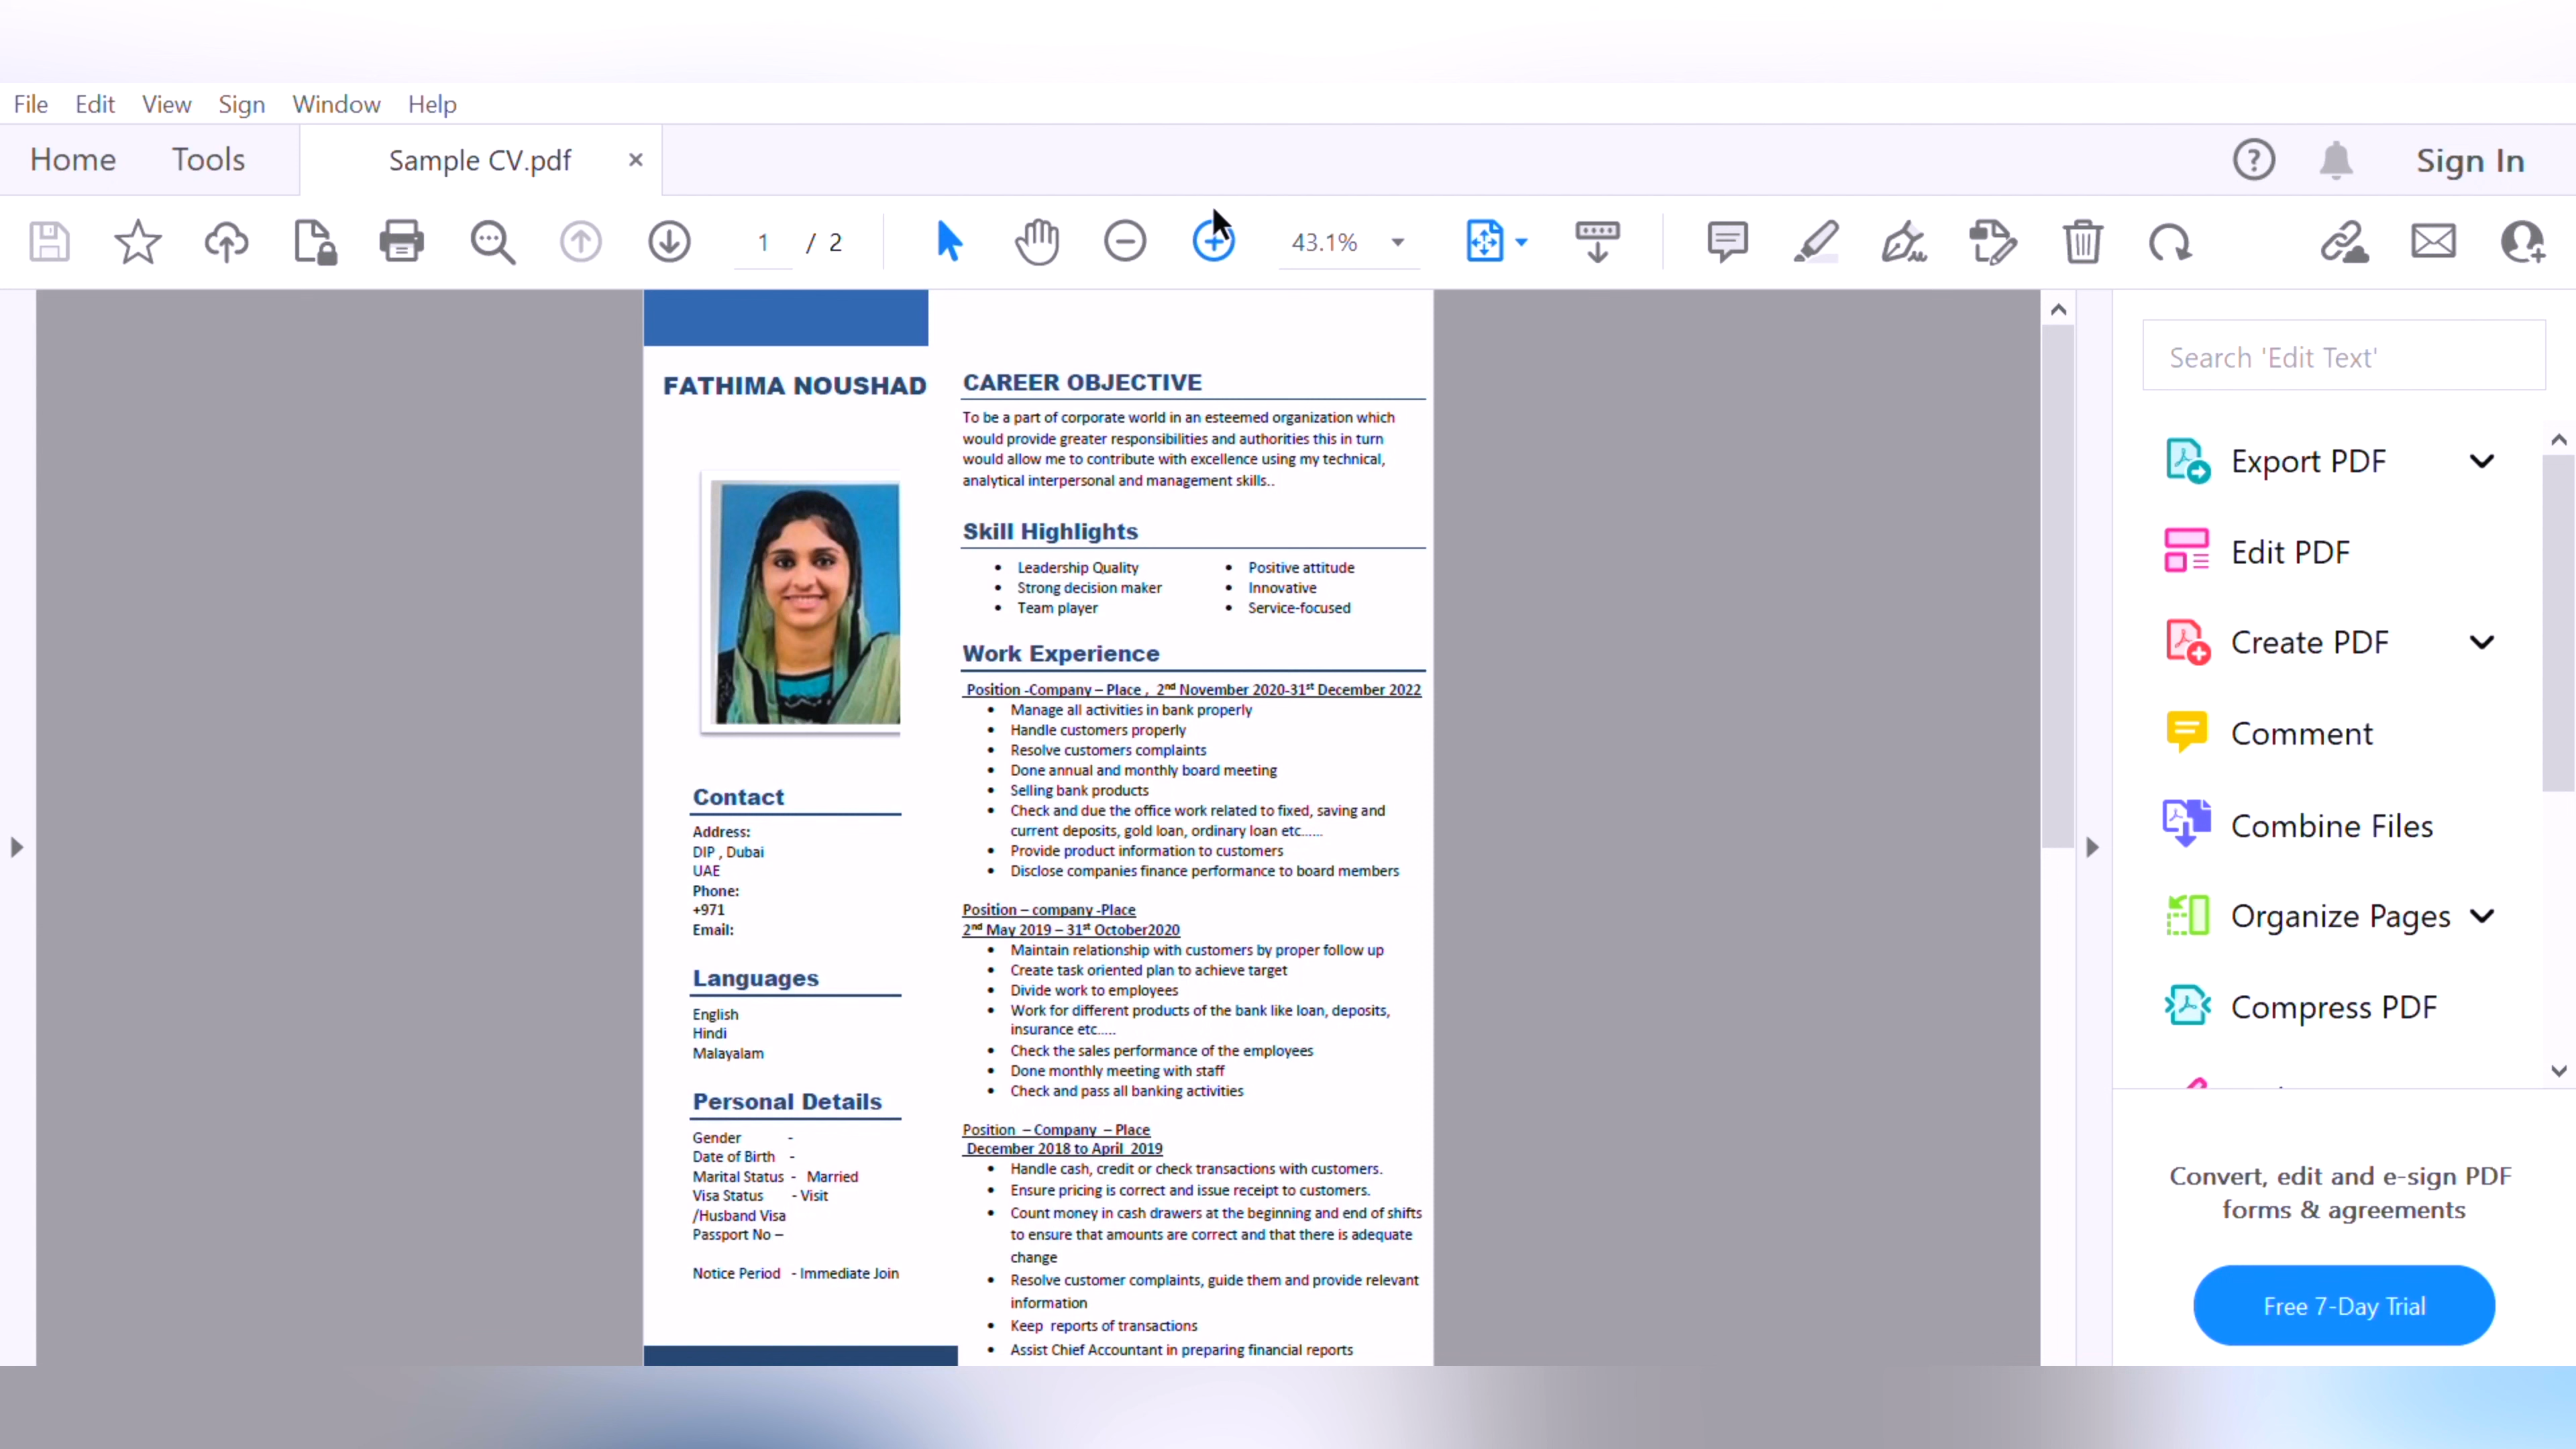 File Edit View Sign Window Help
Home Tools Sample CV.pdf × Sign In
1 / 2 43.1%
FATHIMA NOUSHAD
Contact
Address:
DIP , Dubai
UAE
Phone:
+971
Email:
Languages
English
Hindi
Malayalam
Personal Details
Gender -
Date of Birth -
Marital Status - Married
Visa Status - Visit
/Husband Visa
Passport No –
Notice Period - Immediate Join
CAREER OBJECTIVE
To be a part of corporate world in an esteemed organization which
would provide greater responsibilities and authorities this in turn
would allow me to contribute with excellence using my technical,
analytical interpersonal and management skills..
Skill Highlights
• Leadership Quality
• Strong decision maker
• Team player
• Positive attitude
• Innovative
• Service-focused
Work Experience
Position -Company – Place , 2nd November 2020-31st December 2022
• Manage all activities in bank properly
• Handle customers properly
• Resolve customers complaints
• Done annual and monthly board meeting
• Selling bank products
• Check and due the office work related to fixed, saving and
current deposits, gold loan, ordinary loan etc......
• Provide product information to customers
• Disclose companies finance performance to board members
Position – company -Place
2nd May 2019 – 31st October2020
• Maintain relationship with customers by proper follow up
• Create task oriented plan to achieve target
• Divide work to employees
• Work for different products of the bank like loan, deposits,
insurance etc.....
• Check the sales performance of the employees
• Done monthly meeting with staff
• Check and pass all banking activities
Position – Company – Place
December 2018 to April 2019
• Handle cash, credit or check transactions with customers.
• Ensure pricing is correct and issue receipt to customers.
• Count money in cash drawers at the beginning and end of shifts
to ensure that amounts are correct and that there is adequate
change
• Resolve customer complaints, guide them and provide relevant
information
• Keep reports of transactions
• Assist Chief Accountant in preparing financial reports
Search 'Edit Text'
Export PDF
Edit PDF
Create PDF
Comment
Combine Files
Organize Pages
Compress PDF
Convert, edit and e-sign PDF
forms & agreements
Free 7-Day Trial